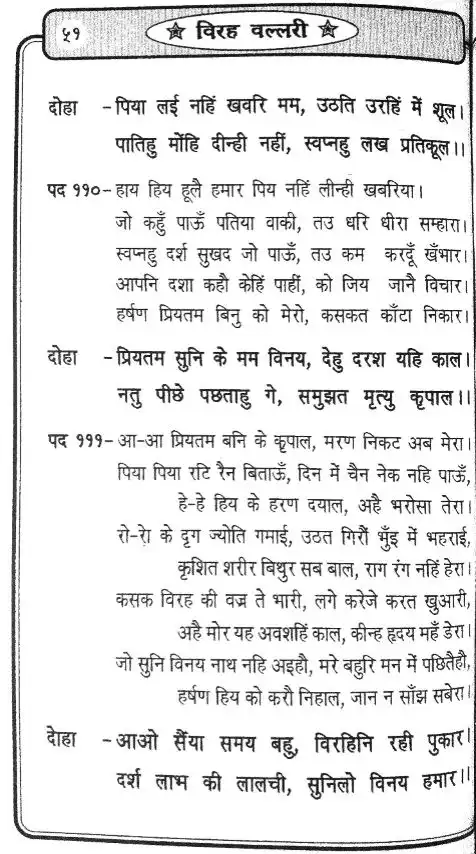 ५१
★ विरह वल्लरी ★
दोहा - पिया लई नहिं खवरि मम, उठति उरहिं में शूल।
पातिहु मोंहि दीन्ही नहीं, स्वप्नहु लख प्रतिकूल।।
पद ११०- हाय हिय हूलै हमार पिय नहिं लीन्ही खबरिया।
जो कहुँ पाऊँ पतिया वाकी, तउ धरि धीरा सम्हारा।
स्वप्नहु दर्श सुखद जो पाऊँ, तउ कम करदूँ खँभार।
आपनि दशा कहौ केहिं पाहीं, को जिय जानै विचार।
हर्षण प्रियतम बिनु को मेरो, कसकत काँटा निकार।
दोहा - प्रियतम सुनि के मम विनय, देहु दरश यहि काल।
नतु पीछे पछताहु गे, समुझत मृत्यु कृपाल।।
पद १११- आ-आ प्रियतम बनि के कृपाल, मरण निकट अब मेरा।
पिया पिया रटि रैन बिताऊँ, दिन में चैन नेक नहि पाऊँ,
हे-हे हिय के हरण दयाल, अहै भरोसा तेरा।
रो-रो के दृग ज्योति गमाई, उठत गिरौं भुँइ में भहराई,
कृशित शरीर बिथुर सब बाल, राग रंग नहिं हेरा।
कसक विरह की वज्र ते भारी, लगे करेजे करत खुआरी,
अहै मोर यह अवशहिं काल, कीन्ह हृदय महँ डेरा।
जो सुनि विनय नाथ नहि अइहौ, मरे बहुरि मन में पछितैहौ,
हर्षण हिय को करौ निहाल, जान न साँझ सबेरा।
दोहा - आओ सैंया समय बहु, विरहिनि रही पुकार।
दर्श लाभ की लालची, सुनिलो विनय हमार।।